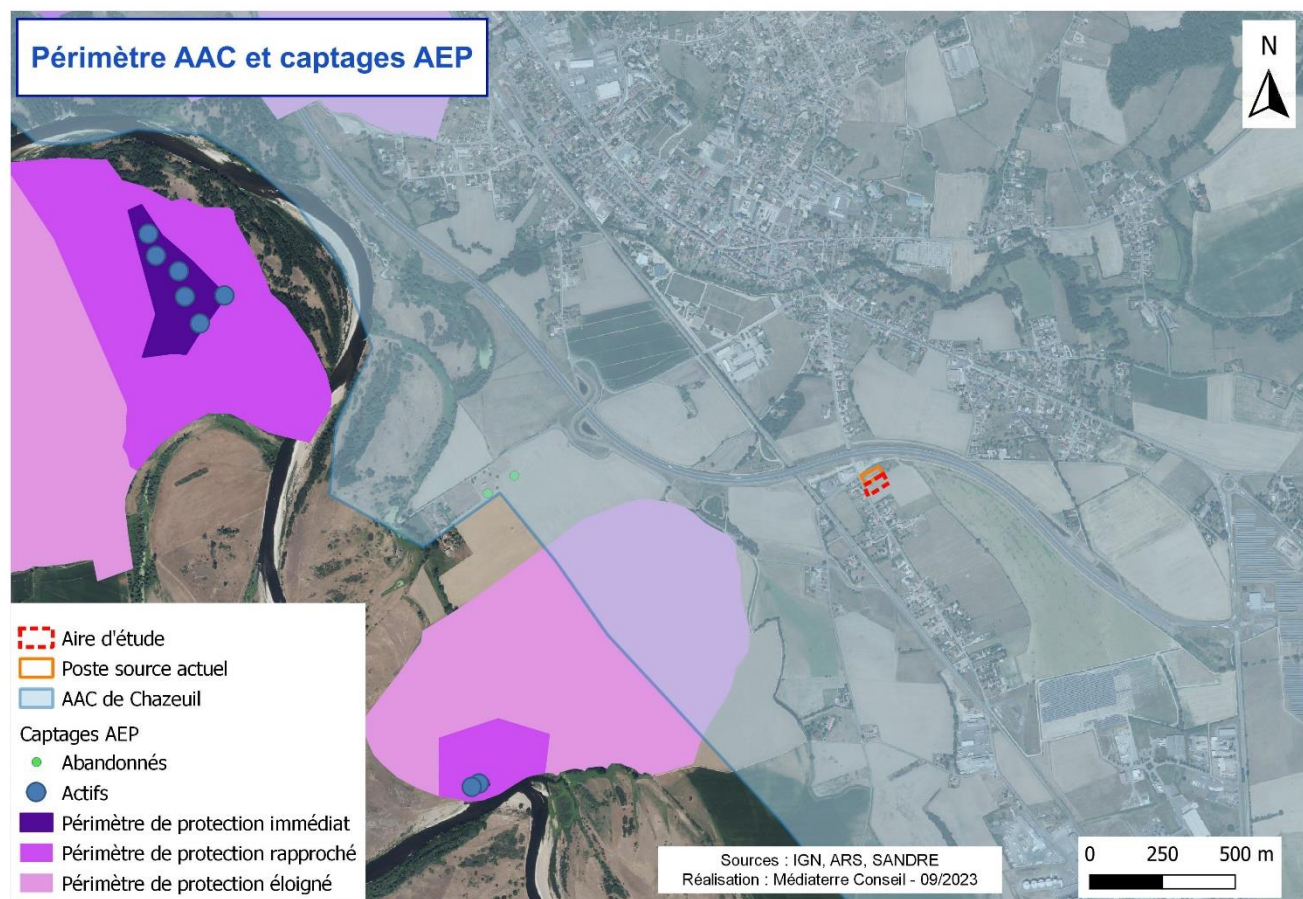 Périmètre AAC et captages AEP
N
Aire d'étude
Poste source actuel
AAC de Chazeuil
Captages AEP
Abandonnés
Actifs
Périmètre de protection immédiat
Périmètre de protection rapproché
Périmètre de protection éloigné
Sources : IGN, ARS, SANDRE
Réalisation : Médiaterre Conseil - 09/2023
0 250 500 m